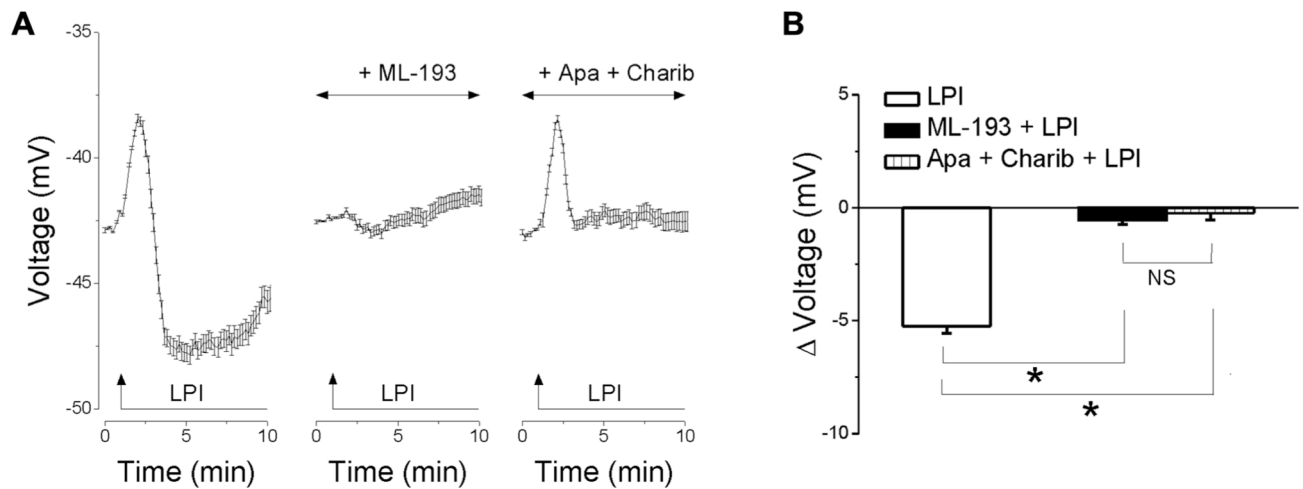 A
Voltage (mV)
-35
-40
-45
-50
+ ML-193
+ Apa + Charib
LPI
LPI
LPI
0 5 10
0 5 10
0 5 10
Time (min)
Time (min)
Time (min)
B
Δ Voltage (mV)
5
0
-5
-10
LPI
ML-193 + LPI
Apa + Charib + LPI
NS
*
*